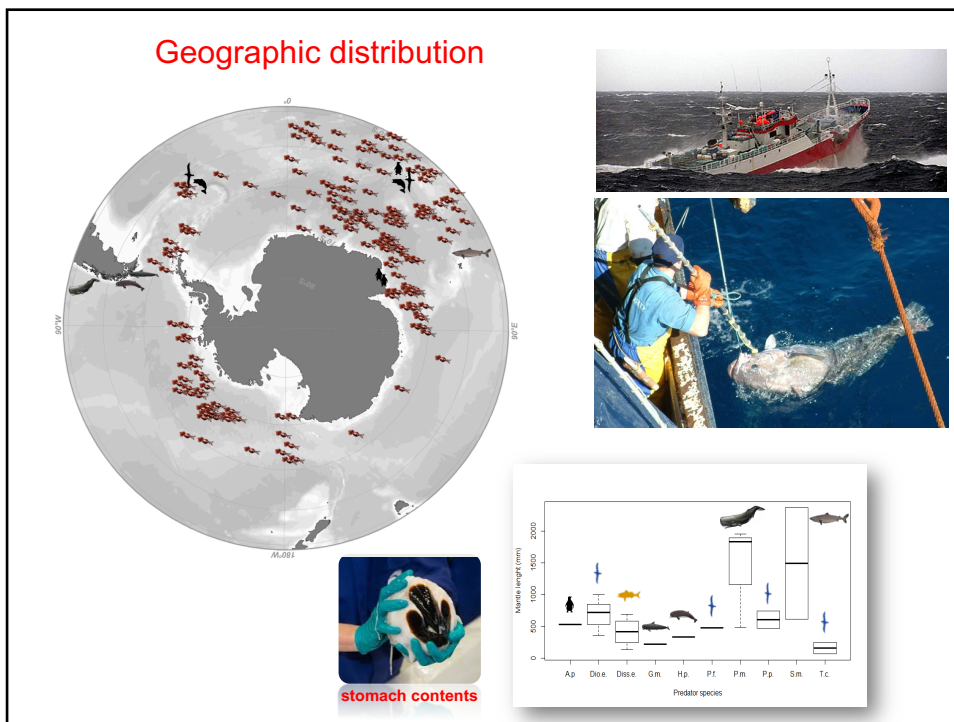 Geographic distribution
0°
90°W
90°E
70°S
180°W
stomach contents
Mantle lenght (mm)
2000
1500
1000
500
0
A.p
Dio.e.
Diss.e.
G.m.
H.p.
P.f.
P.m.
P.p.
S.m.
T.c.
Predator species